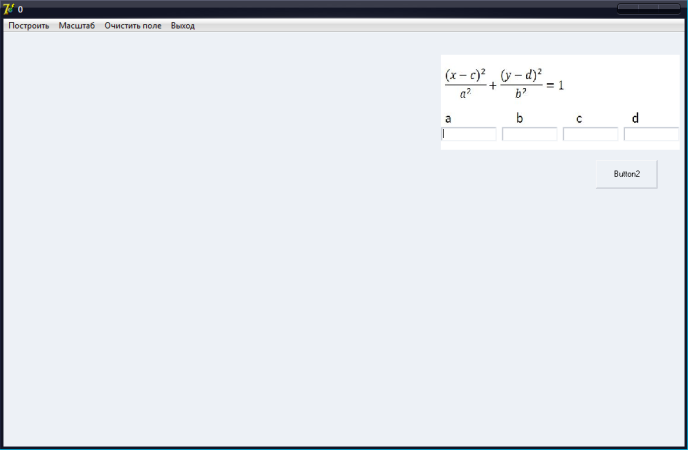 0
Построить Масштаб Очистить поле Выход
(x − c)²/a² + (y − d)²/b² = 1
a b c d
Button2